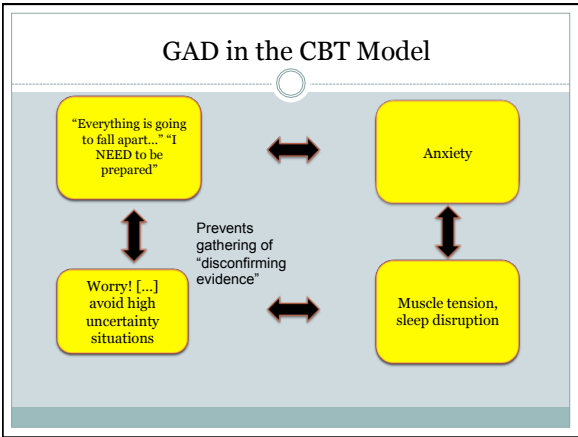 GAD in the CBT Model
“Everything is going
to fall apart...” “I
NEED to be
prepared”
Anxiety
Prevents
gathering of
“disconfirming
evidence”
Worry! [...]
avoid high
uncertainty
situations
Muscle tension,
sleep disruption